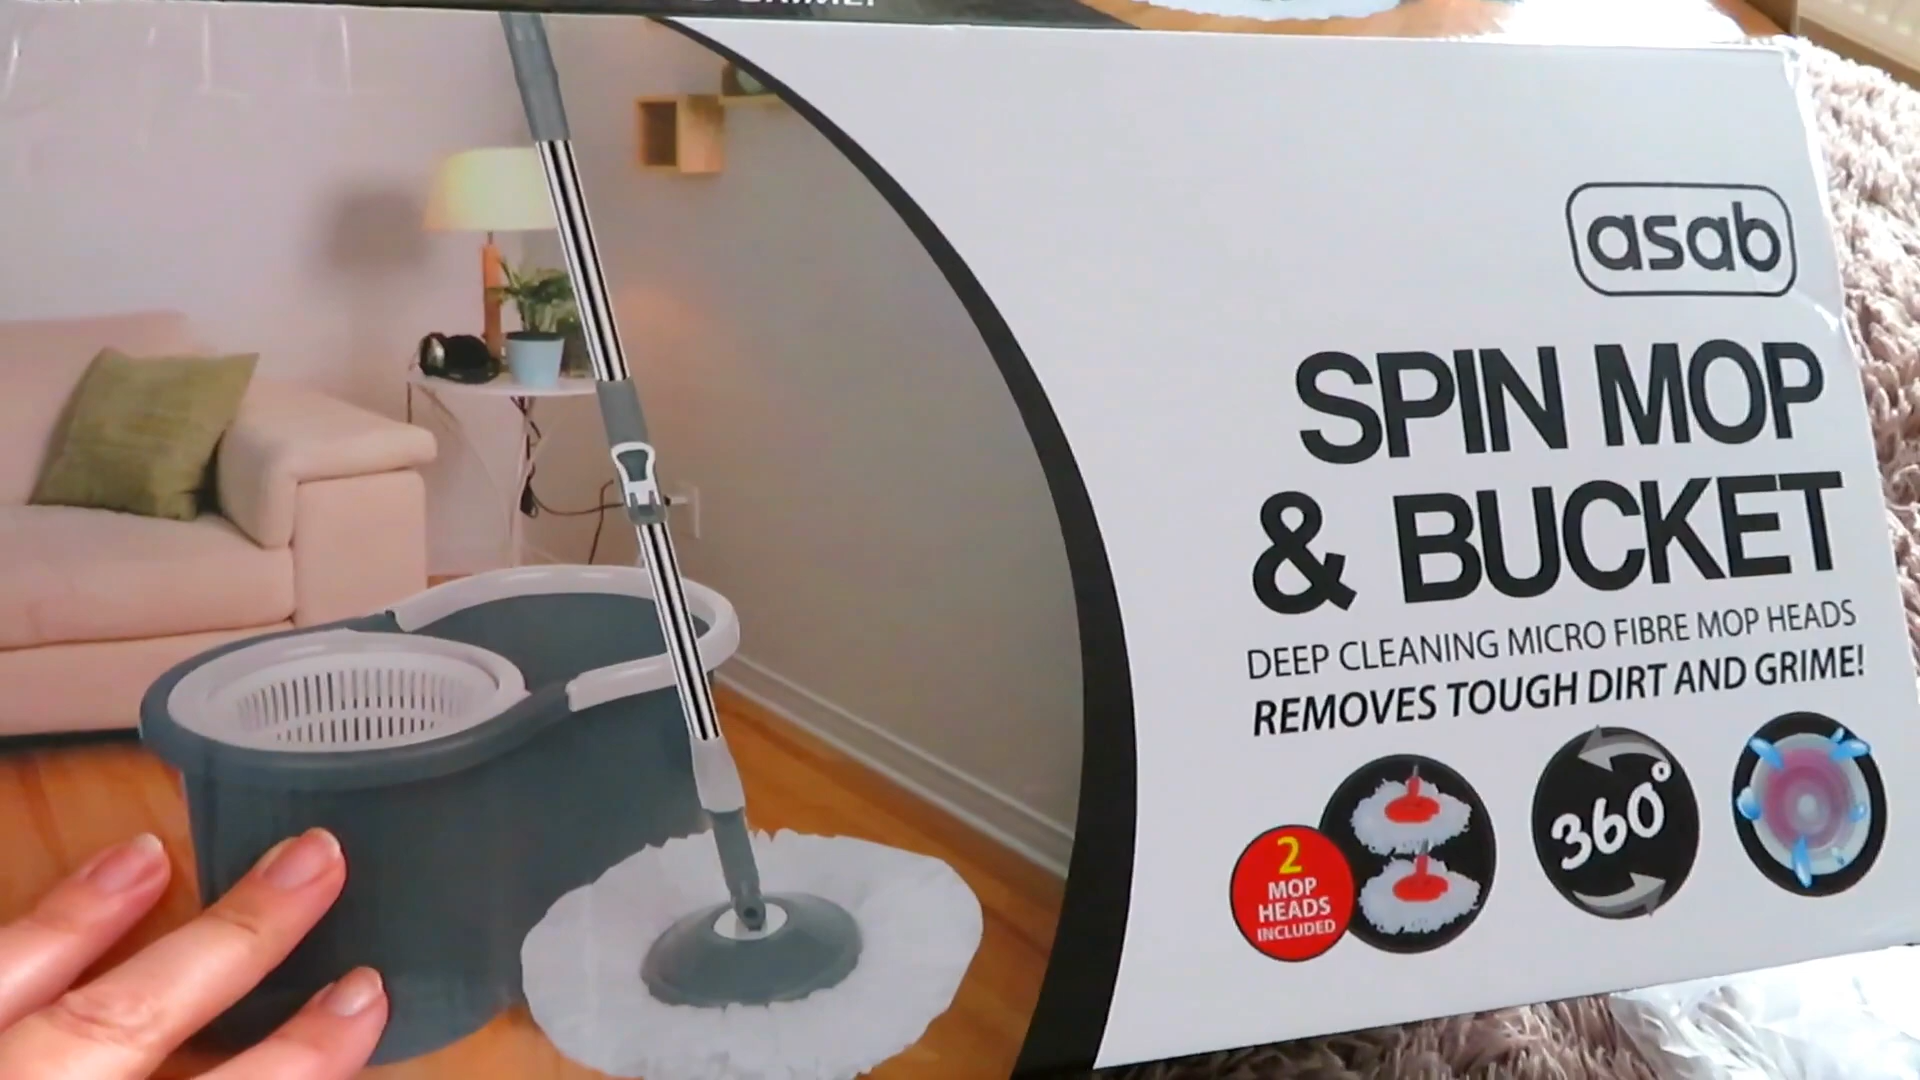 asab
SPIN MOP
& BUCKET
DEEP CLEANING MICRO FIBRE MOP HEADS
REMOVES TOUGH DIRT AND GRIME!
2
MOP
HEADS
INCLUDED
360°